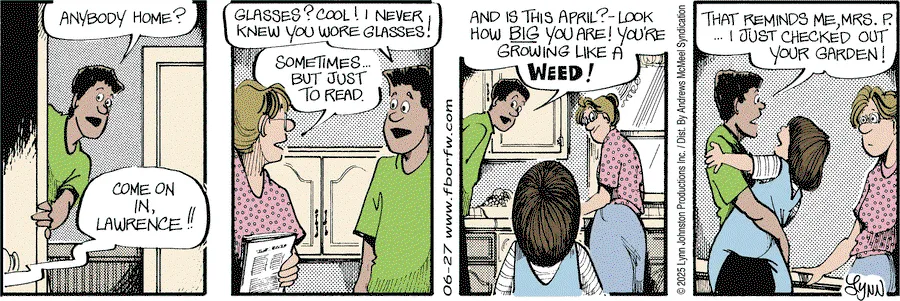 ANYBODY HOME?
COME ON
IN,
LAWRENCE!!
GLASSES? COOL! I NEVER
KNEW YOU WORE GLASSES!
SOMETIMES...
BUT JUST
TO READ.
06-27 www.fborfw.com
AND IS THIS APRIL?-LOOK
HOW BIG YOU ARE! YOU'RE
GROWING LIKE A
WEED!
©2025 Lynn Johnston Productions Inc. / Dist. By Andrews McMeel Syndication
THAT REMINDS ME, MRS. P.
... I JUST CHECKED OUT
YOUR GARDEN!
LYNN